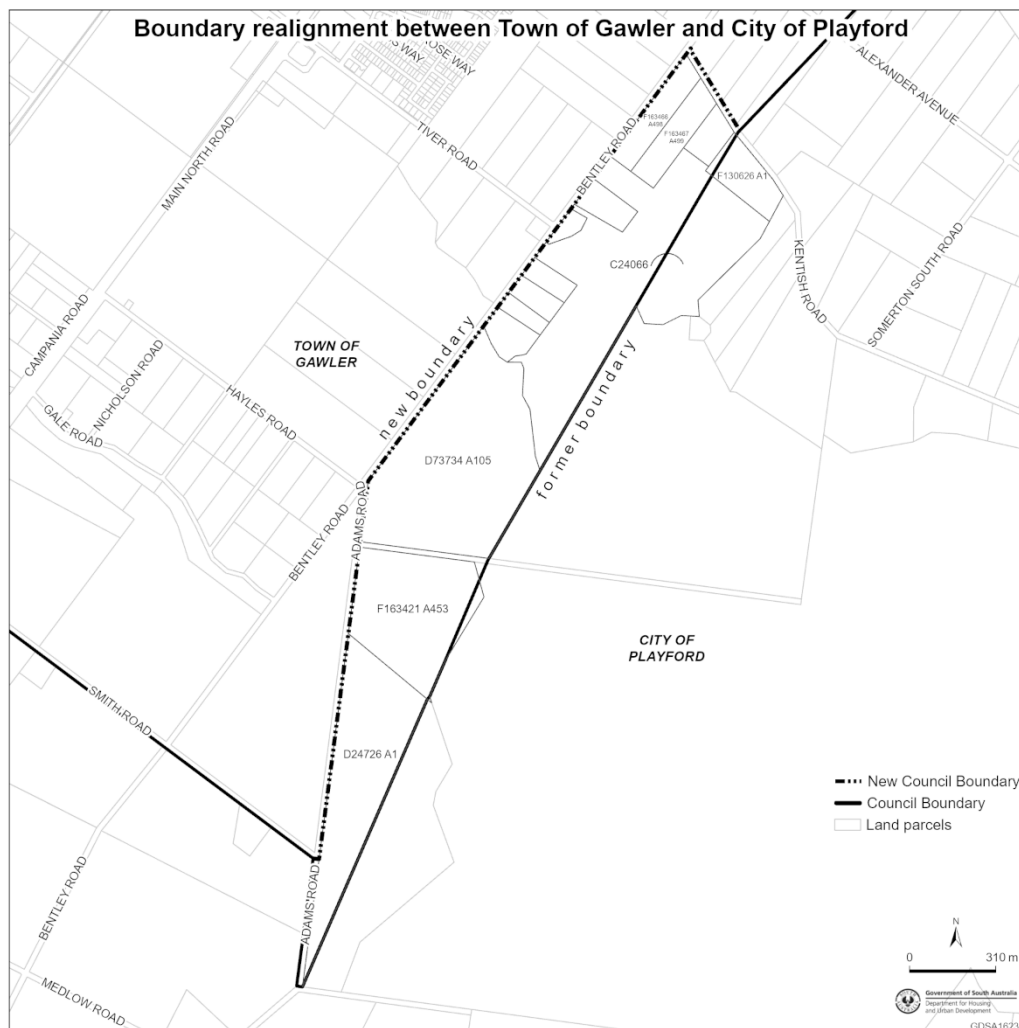 Boundary realignment between Town of Gawler and City of Playford
WAY
OSE WAY
ALEXANDER AVENUE
MAIN NORTH ROAD
TIVER ROAD
BENTLEY ROAD
F163466
A498
F163467
A499
F130626 A1
KENTISH ROAD
SOMERTON SOUTH ROAD
C24066
CAMPANIA ROAD
NICHOLSON ROAD
GALE ROAD
HAYLES ROAD
TOWN OF
GAWLER
new boundary
former boundary
D73734 A105
BENTLEY ROAD
ADAMS ROAD
F163421 A453
CITY OF
PLAYFORD
SMITH ROAD
D24726 A1
New Council Boundary
Council Boundary
Land parcels
BENTLEY ROAD
ADAMS ROAD
MEDLOW ROAD
N
0 310 m
Government of South Australia
Department for Housing
and Urban Development
GDSA1623